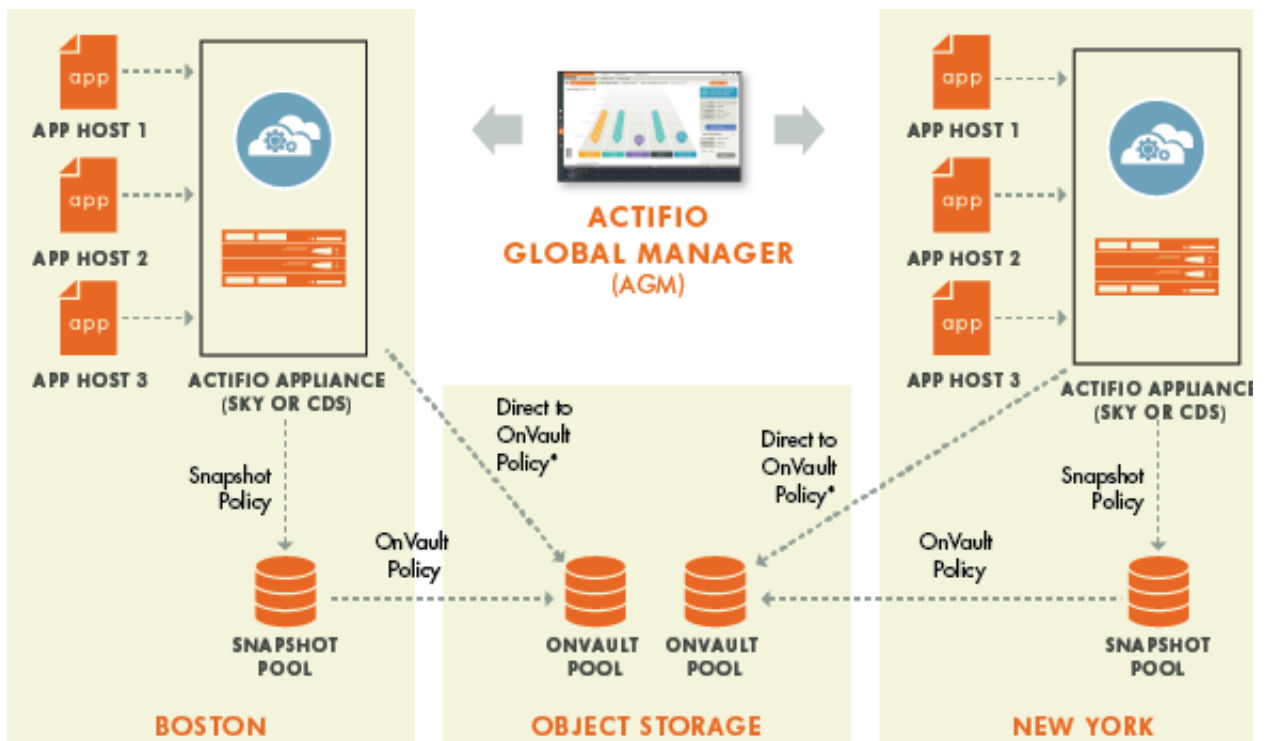 app
APP HOST 1
app
APP HOST 2
app
APP HOST 3
ACTIFIO APPLIANCE
(SKY OR CDS)
Snapshot
Policy
SNAPSHOT
POOL
OnVault
Policy
BOSTON
ACTIFIO
GLOBAL MANAGER
(AGM)
Direct to
OnVault
Policy*
Direct to
OnVault
Policy*
ONVAULT
POOL
ONVAULT
POOL
OBJECT STORAGE
app
APP HOST 1
app
APP HOST 2
app
APP HOST 3
ACTIFIO APPLIANCE
(SKY OR CDS)
Snapshot
Policy
OnVault
Policy
SNAPSHOT
POOL
NEW YORK